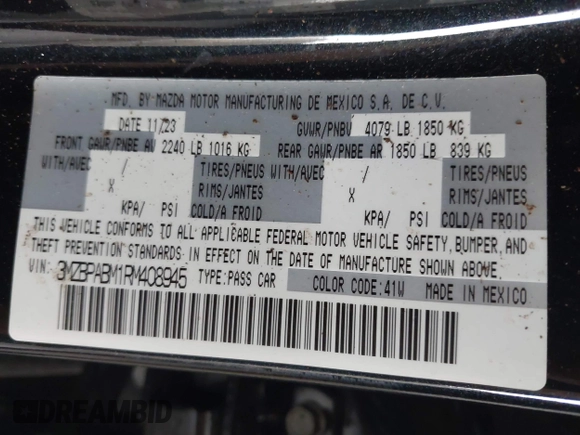 MFD. BY MAZDA MOTOR MANUFACTURING DE MEXICO S.A. DE C.V.
DATE 11/23 GVWR/PNBV 4079 LB 1850 KG
FRONT GAWR/PNBE AV 2240 LB 1016 KG REAR GAWR/PNBE AR 1850 LB 839 KG
WITH/AVEC / TIRES/PNEUS WITH/AVEC / TIRES/PNEUS
X RIMS/JANTES X RIMS/JANTES
KPA/ PSI COLD/A FROID KPA/ PSI COLD/A FROID
THIS VEHICLE CONFORMS TO ALL APPLICABLE FEDERAL MOTOR VEHICLE SAFETY, BUMPER, AND
THEFT PREVENTION STANDARDS IN EFFECT ON THE DATE OF MANUFACTURE SHOWN ABOVE.
VIN: 3MZBPABM1RM408945 TYPE:PASS CAR COLOR CODE:41W MADE IN MEXICO
DREAMBID